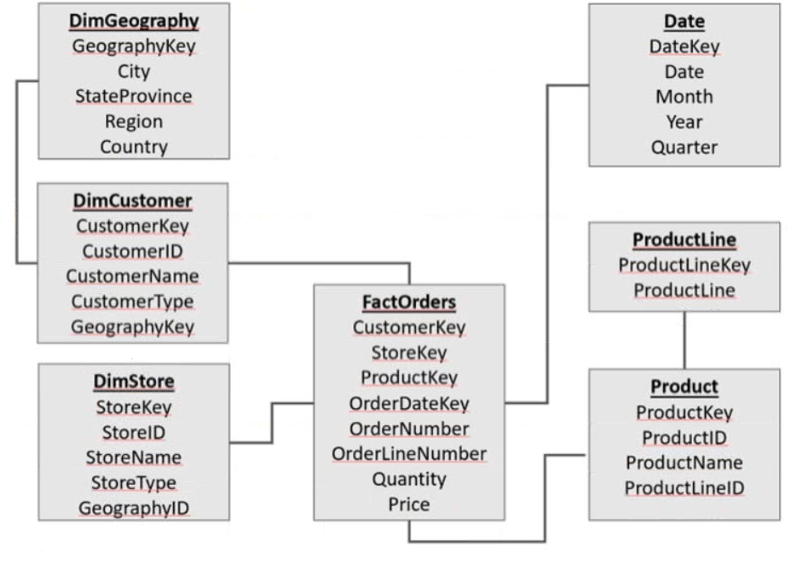 DimGeography
GeographyKey
City
StateProvince
Region
Country
DimCustomer
CustomerKey
CustomerID
CustomerName
CustomerType
GeographyKey
DimStore
StoreKey
StoreID
StoreName
StoreType
GeographyID
FactOrders
CustomerKey
StoreKey
ProductKey
OrderDateKey
OrderNumber
OrderLineNumber
Quantity
Price
Date
DateKey
Date
Month
Year
Quarter
ProductLine
ProductLineKey
ProductLine
Product
ProductKey
ProductID
ProductName
ProductLineID